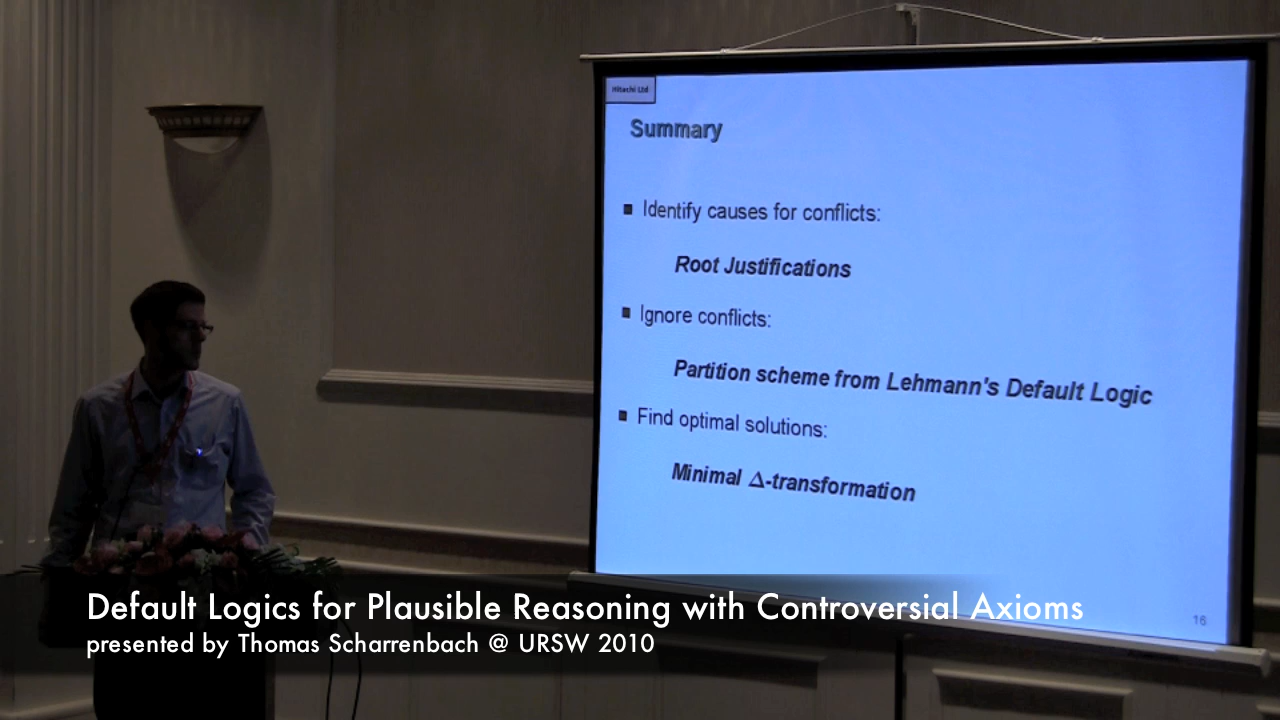 Hitachi Ltd
Summary
Identify causes for conflicts:
Root Justifications
Ignore conflicts:
Partition scheme from Lehmann's Default Logic
Find optimal solutions:
Minimal Δ-transformation
16
Default Logics for Plausible Reasoning with Controversial Axioms
presented by Thomas Scharrenbach @ URSW 2010